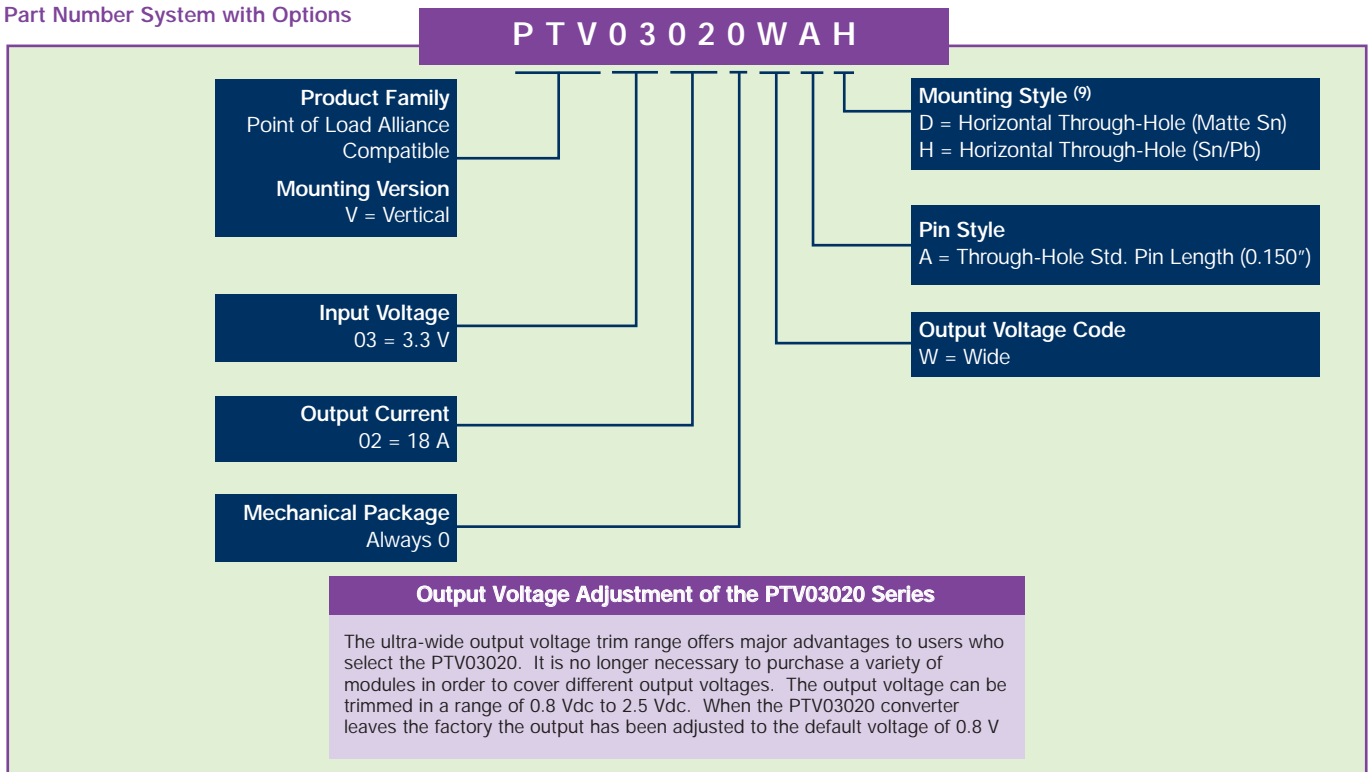 Part Number System with Options
PTV03020WAH
Product Family
Point of Load Alliance
Compatible
Mounting Version
V = Vertical
Input Voltage
03 = 3.3 V
Output Current
02 = 18 A
Mechanical Package
Always 0
Mounting Style (9)
D = Horizontal Through-Hole (Matte Sn)
H = Horizontal Through-Hole (Sn/Pb)
Pin Style
A = Through-Hole Std. Pin Length (0.150″)
Output Voltage Code
W = Wide
Output Voltage Adjustment of the PTV03020 Series
The ultra-wide output voltage trim range offers major advantages to users who
select the PTV03020. It is no longer necessary to purchase a variety of
modules in order to cover different output voltages. The output voltage can be
trimmed in a range of 0.8 Vdc to 2.5 Vdc. When the PTV03020 converter
leaves the factory the output has been adjusted to the default voltage of 0.8 V